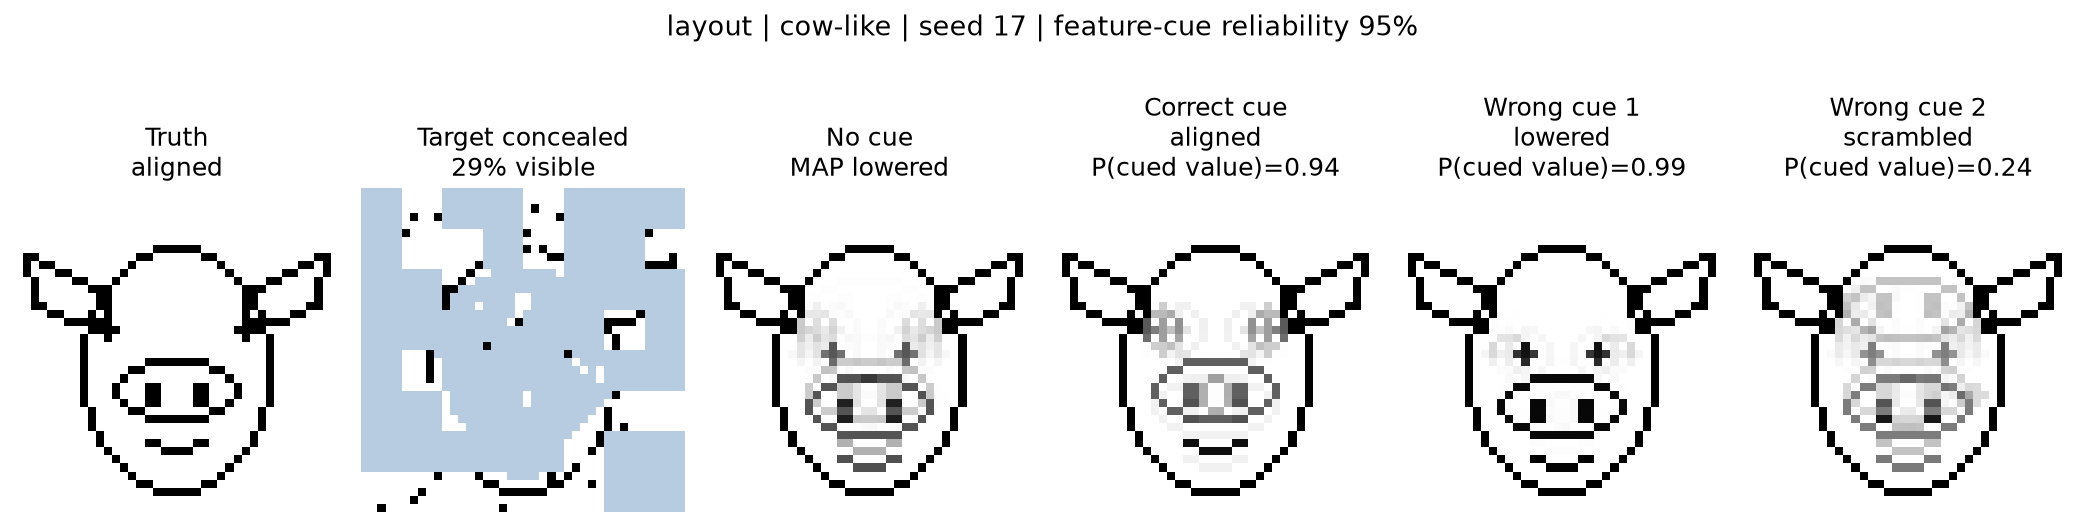 layout | cow-like | seed 17 | feature-cue reliability 95%
Truth
aligned
Target concealed
29% visible
No cue
MAP lowered
Correct cue
aligned
P(cued value)=0.94
Wrong cue 1
lowered
P(cued value)=0.99
Wrong cue 2
scrambled
P(cued value)=0.24